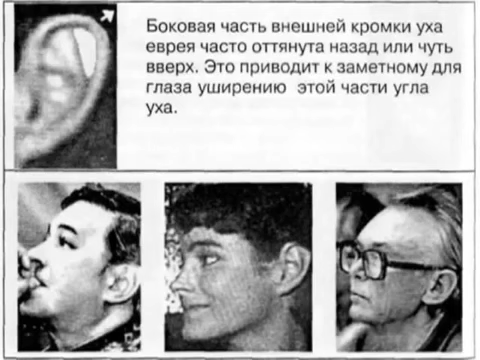 Боковая часть внешней кромки уха
еврея часто оттянута назад или чуть
вверх. Это приводит к заметному для
глаза уширению этой части угла
уха.